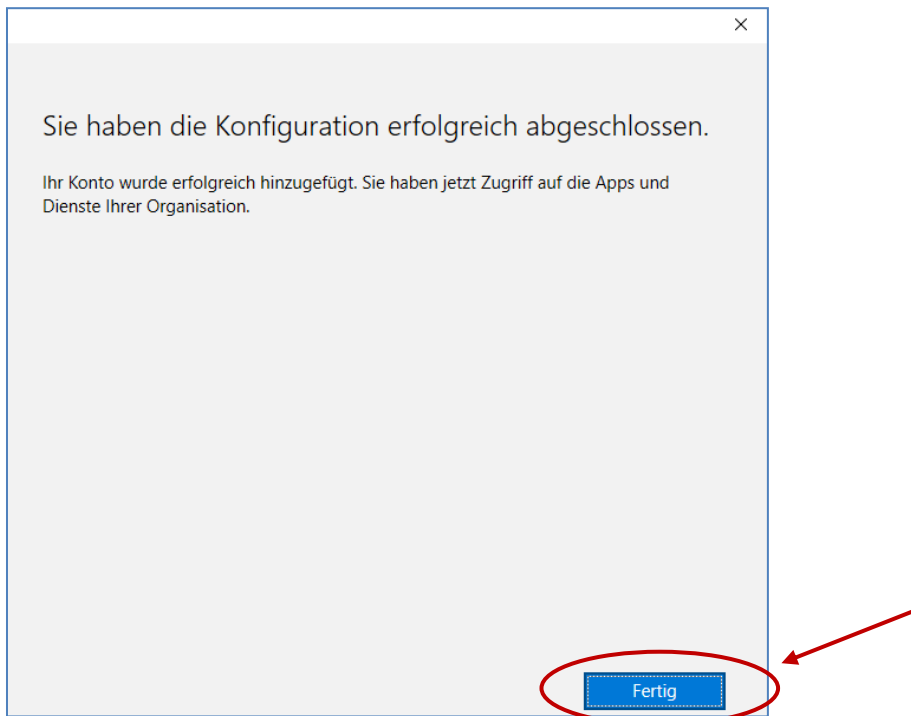 Sie haben die Konfiguration erfolgreich abgeschlossen.
Ihr Konto wurde erfolgreich hinzugefügt. Sie haben jetzt Zugriff auf die Apps und
Dienste Ihrer Organisation.
Fertig